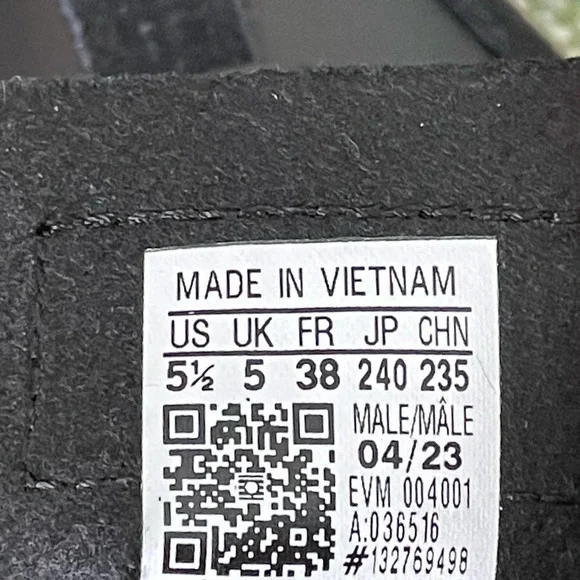 MADE IN VIETNAM
US UK FR JP CHN
5½ 5 38 240 235
MALE/MÂLE
04/23
EVM 004001
A:036516
#132769498